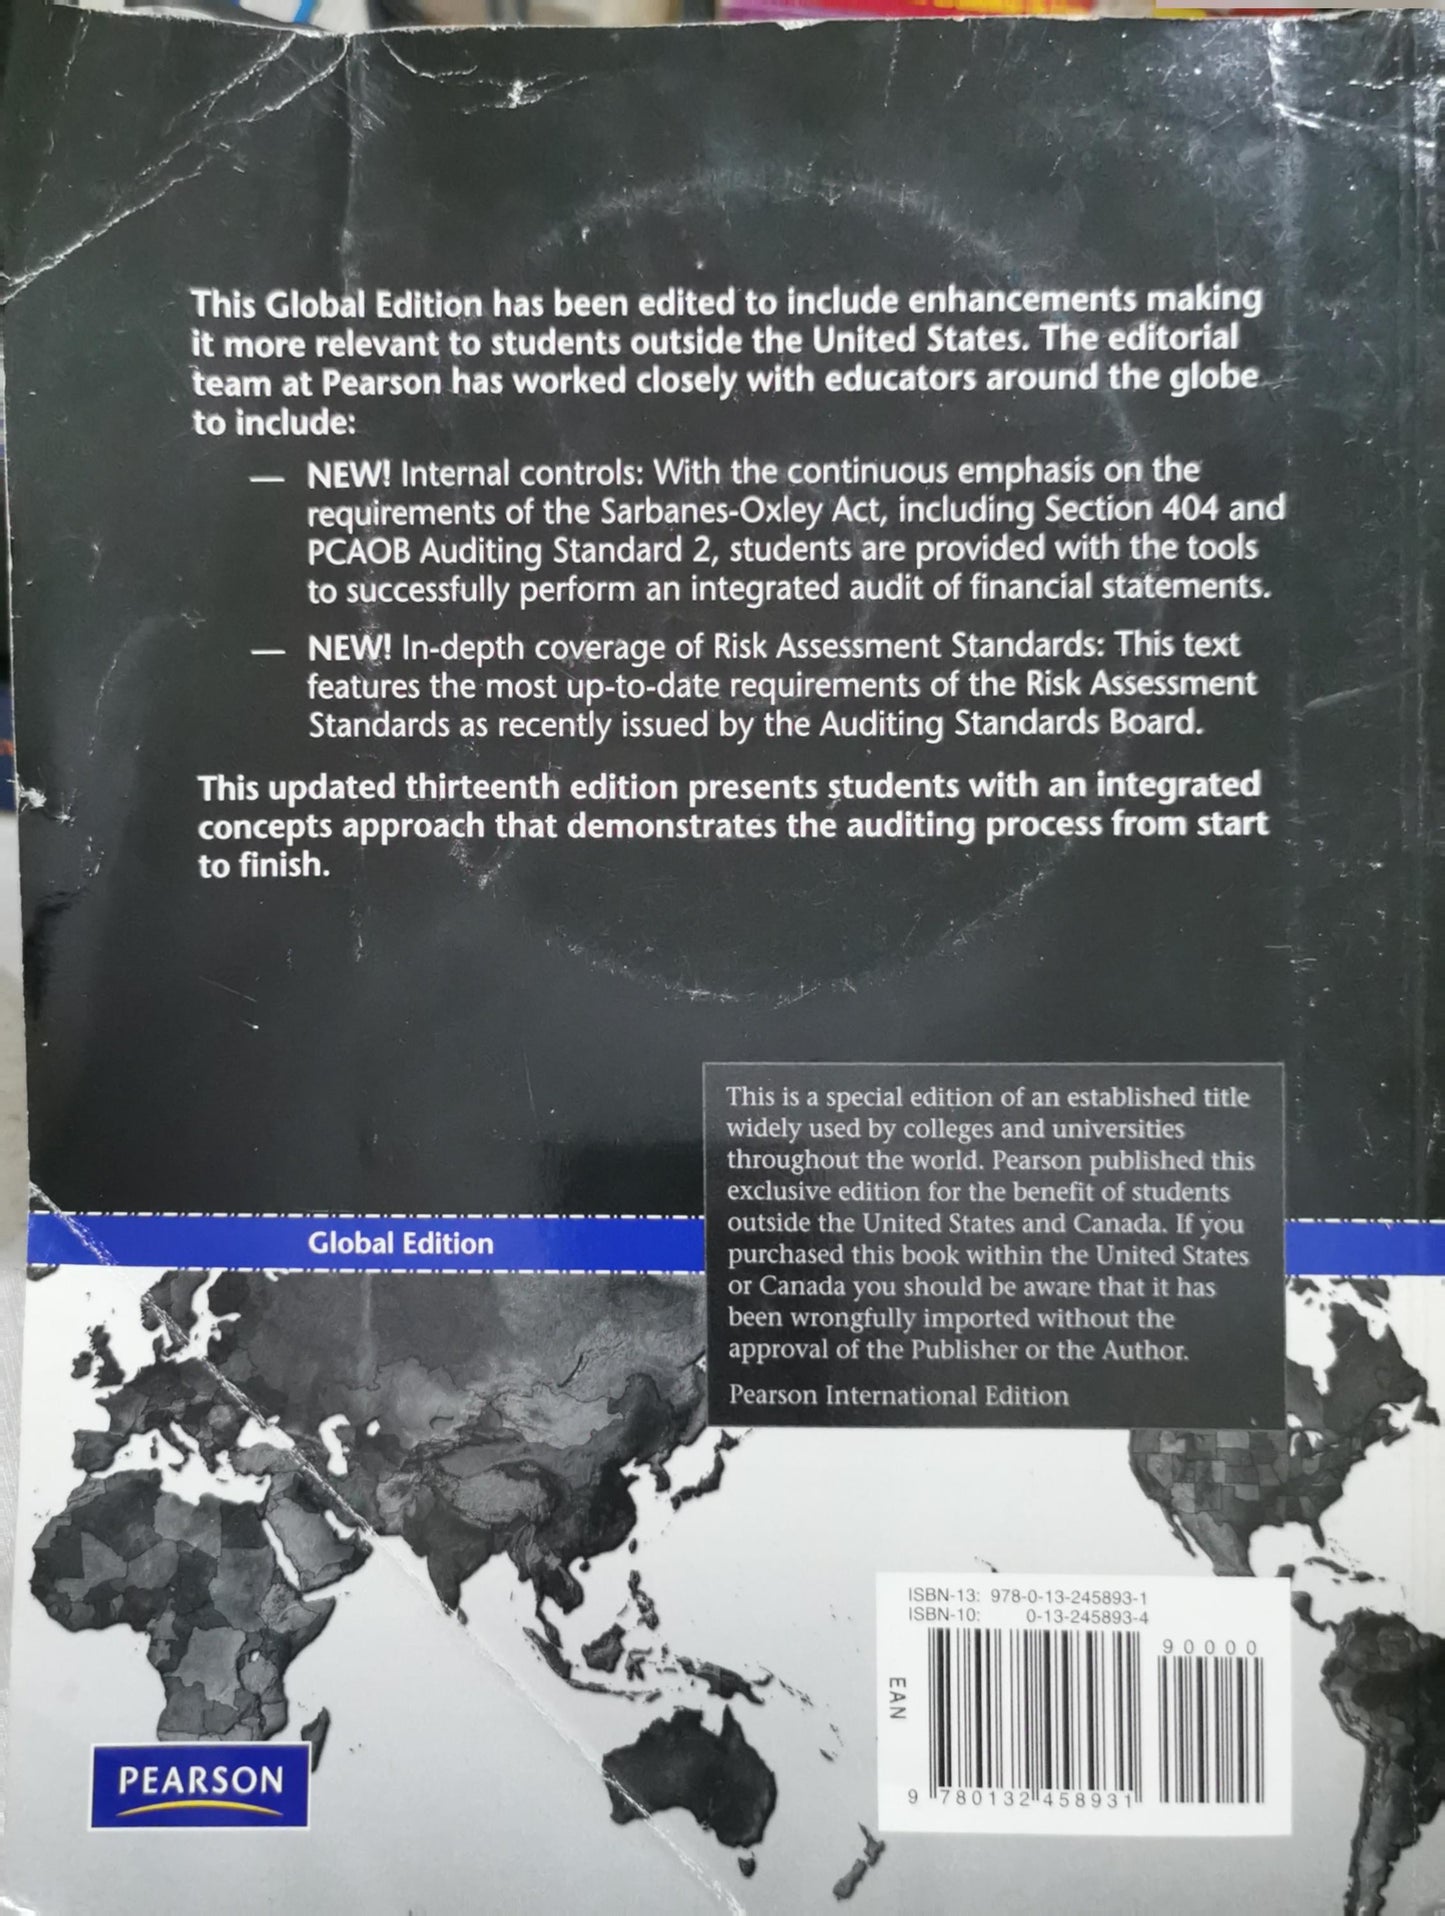 This Global Edition has been edited to include enhancements making
it more relevant to students outside the United States. The editorial
team at Pearson has worked closely with educators around the globe
to include:
— NEW! Internal controls: With the continuous emphasis on the
requirements of the Sarbanes-Oxley Act, including Section 404 and
PCAOB Auditing Standard 2, students are provided with the tools
to successfully perform an integrated audit of financial statements.
— NEW! In-depth coverage of Risk Assessment Standards: This text
features the most up-to-date requirements of the Risk Assessment
Standards as recently issued by the Auditing Standards Board.
This updated thirteenth edition presents students with an integrated
concepts approach that demonstrates the auditing process from start
to finish.
This is a special edition of an established title
widely used by colleges and universities
throughout the world. Pearson published this
exclusive edition for the benefit of students
outside the United States and Canada. If you
purchased this book within the United States
or Canada you should be aware that it has
been wrongfully imported without the
approval of the Publisher or the Author.
Pearson International Edition
Global Edition
ISBN-13: 978-0-13-245893-1
ISBN-10: 0-13-245893-4
90000
EAN
9 780132 458931
PEARSON